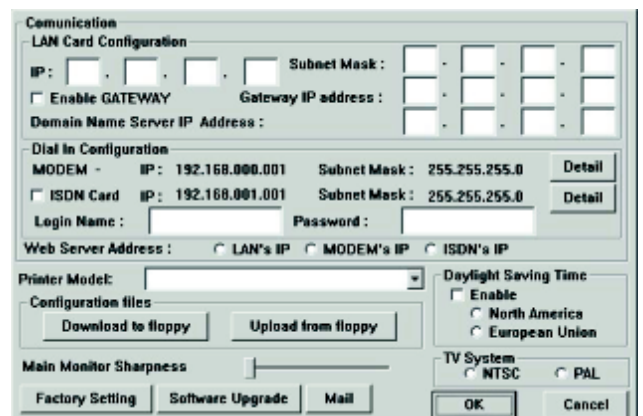 Comunication
LAN Card Configuration
IP : . . . Subnet Mask : . . .
Enable GATEWAY Gateway IP address : . . .
Domain Name Server IP Address : . . .
Dial In Configuration
MODEM - IP : 192.168.000.001 Subnet Mask : 255.255.255.0 Detail
ISDN Card IP : 192.168.001.001 Subnet Mask : 255.255.255.0 Detail
Login Name : Password :
Web Server Address : LAN's IP MODEM's IP ISDN's IP
Printer Model:
Configuration files
Download to floppy Upload from floppy
Daylight Saving Time
Enable
North America
European Union
Main Monitor Sharpness
TV System
NTSC PAL
Factory Setting Software Upgrade Mail OK Cancel